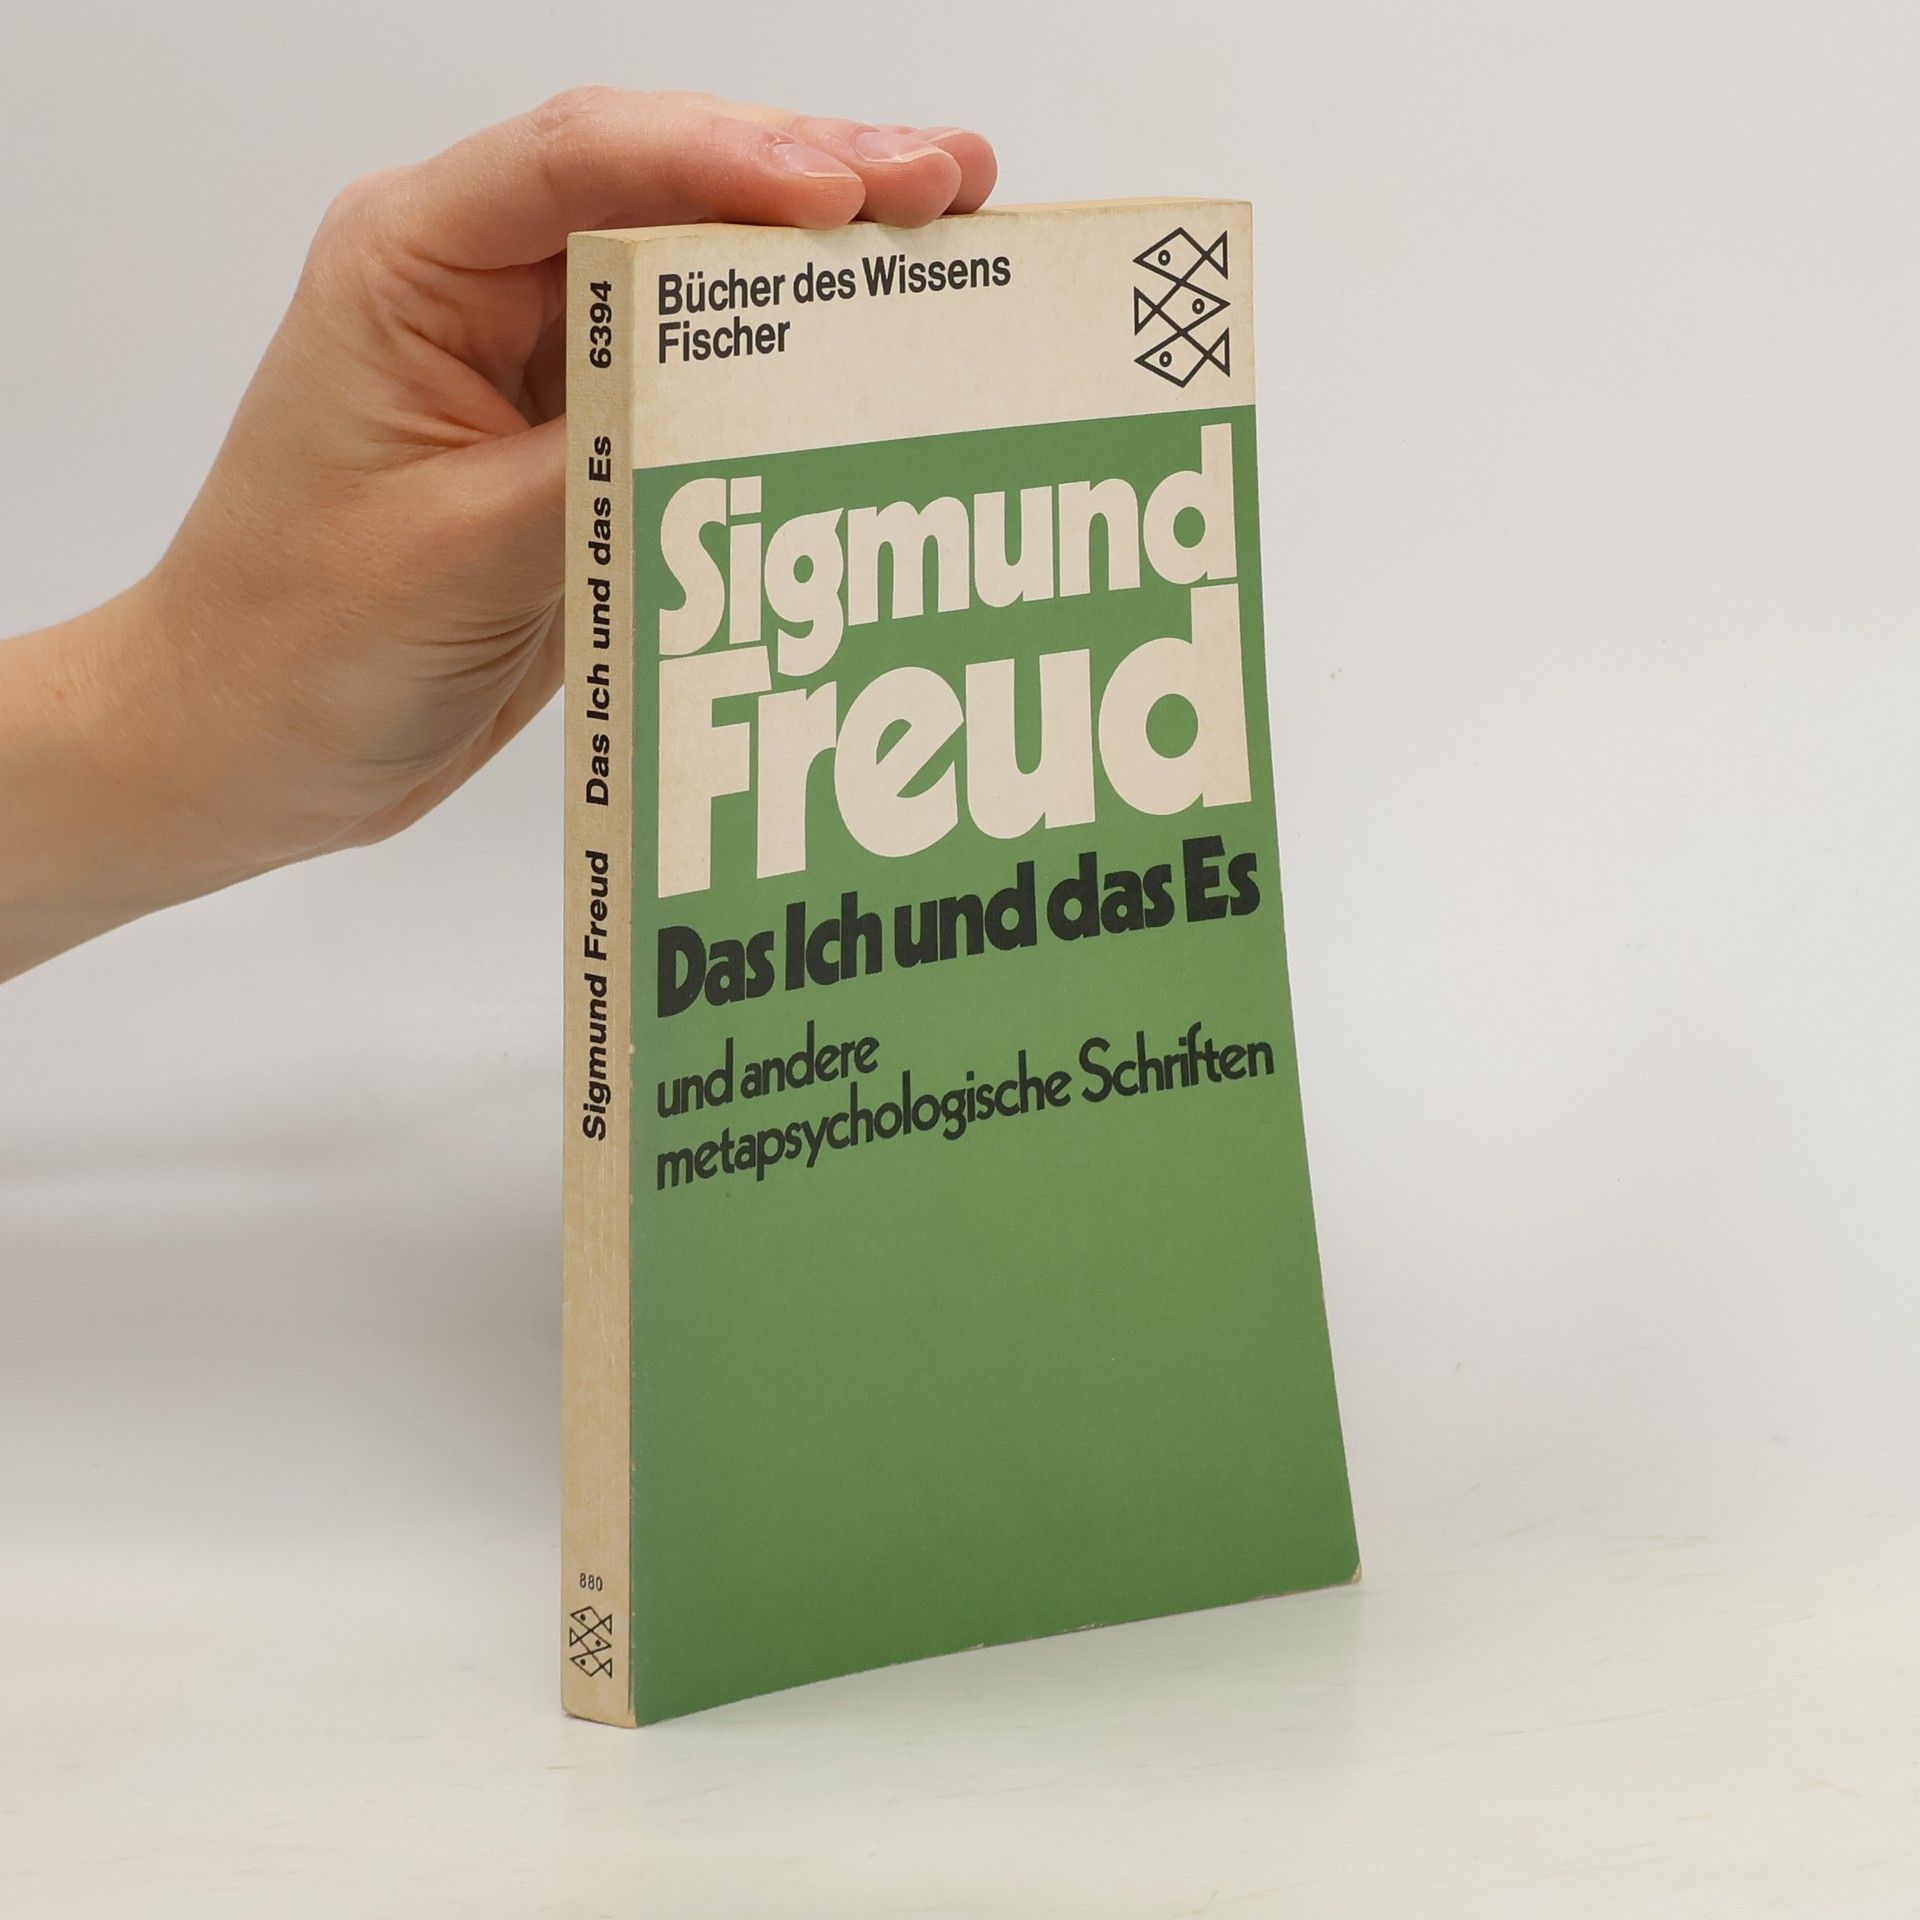 Bücher des Wissens
Fischer
Sigmund
Freud
Das Ich und das Es
und andere
metapsychologische Schriften
Sigmund Freud Das Ich und das Es 6394
880